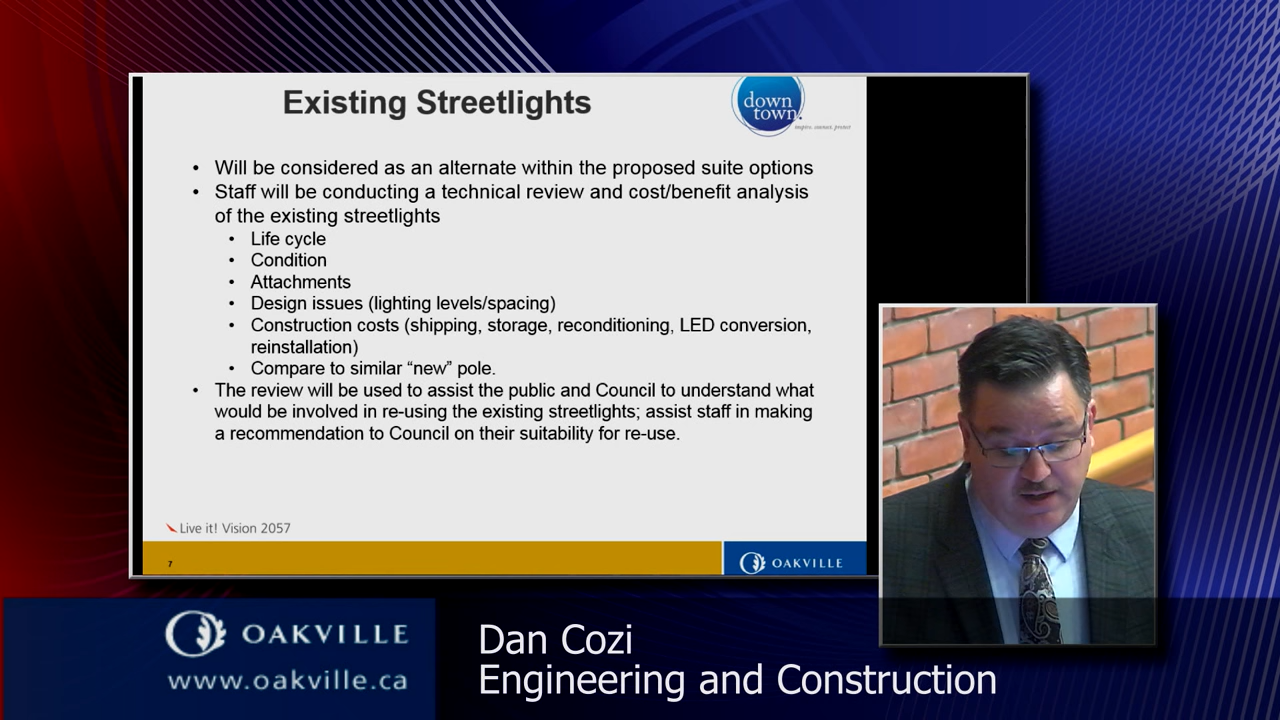 Existing Streetlights
down
town.
inspire. connect. protect
• Will be considered as an alternate within the proposed suite options
• Staff will be conducting a technical review and cost/benefit analysis
of the existing streetlights
• Life cycle
• Condition
• Attachments
• Design issues (lighting levels/spacing)
• Construction costs (shipping, storage, reconditioning, LED conversion,
reinstallation)
• Compare to similar “new” pole.
• The review will be used to assist the public and Council to understand what
would be involved in re-using the existing streetlights; assist staff in making
a recommendation to Council on their suitability for re-use.
Live it! Vision 2057
7
OAKVILLE
OAKVILLE
www.oakville.ca
Dan Cozi
Engineering and Construction